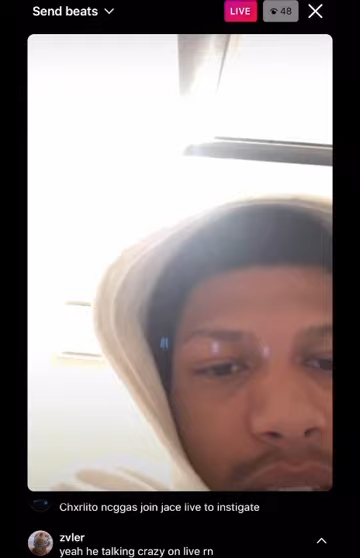 Send beats
LIVE
48
Chxrlito ncggas join jace live to instigate
zvler
yeah he talking crazy on live rn